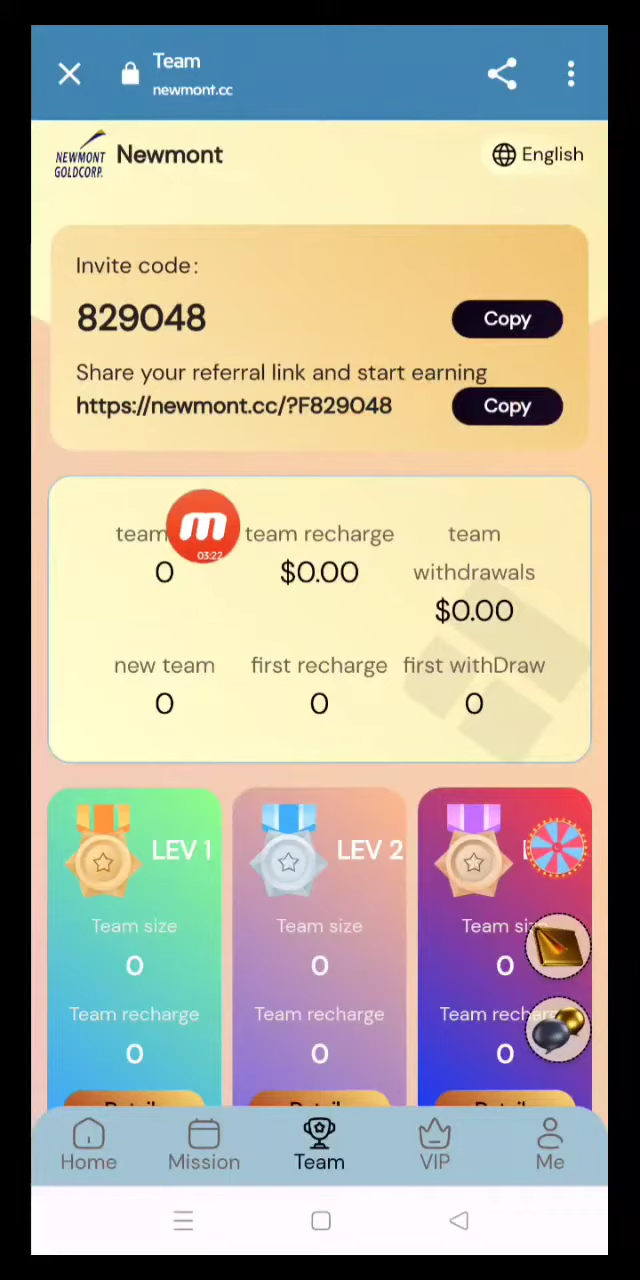 Team
newmont.cc
NEWMONT
GOLDCORP.
Newmont
English
Invite code:
829048
Copy
Share your referral link and start earning
https://newmont.cc/?F829048
Copy
team
team recharge
team
withdrawals
03:22
0
$0.00
$0.00
new team
first recharge
first withDraw
0
0
0
LEV 1
LEV 2
Team size
Team size
Team
0
0
0
Team recharge
Team recharge
Team
0
0
0
Home
Mission
Team
VIP
Me